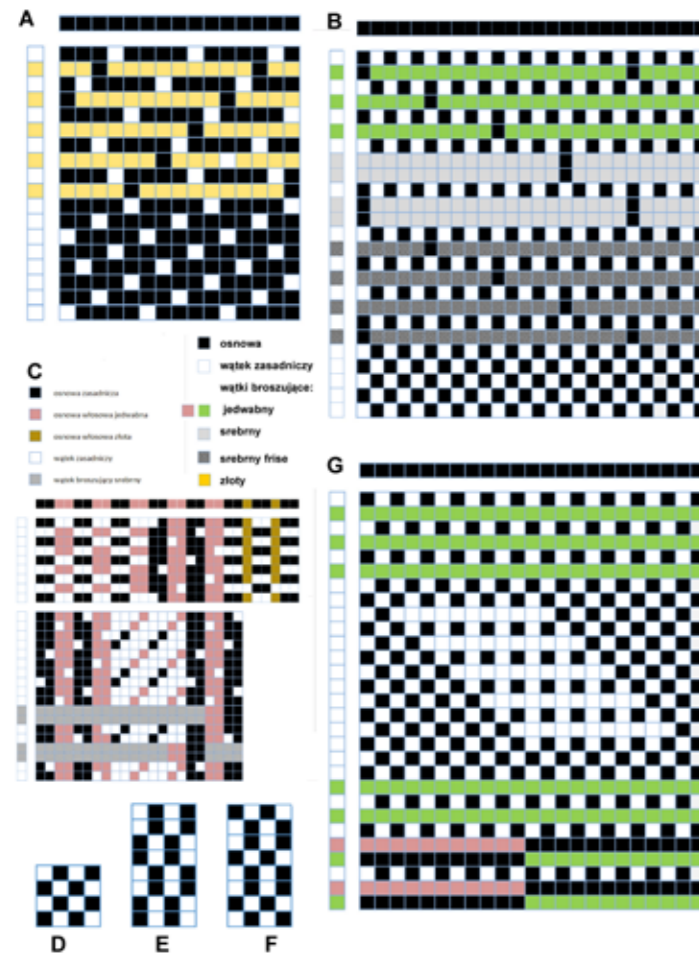 A
B
C
osnowa zasadnicza
osnowa włosowa jedwabna
osnowa włosowa złota
wątek zasadniczy
wątek broszujący srebrny
osnowa
wątek zasadniczy
wątki broszujące:
jedwabny
srebrny
srebrny frise
złoty
G
D
E
F